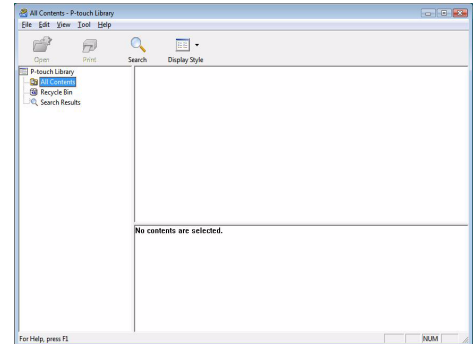 All Contents - P-touch Library
File Edit View Tool Help
Open Print Search Display Style
P-touch Library
All Contents
Recycle Bin
Search Results
No contents are selected.
For Help, press F1
NUM